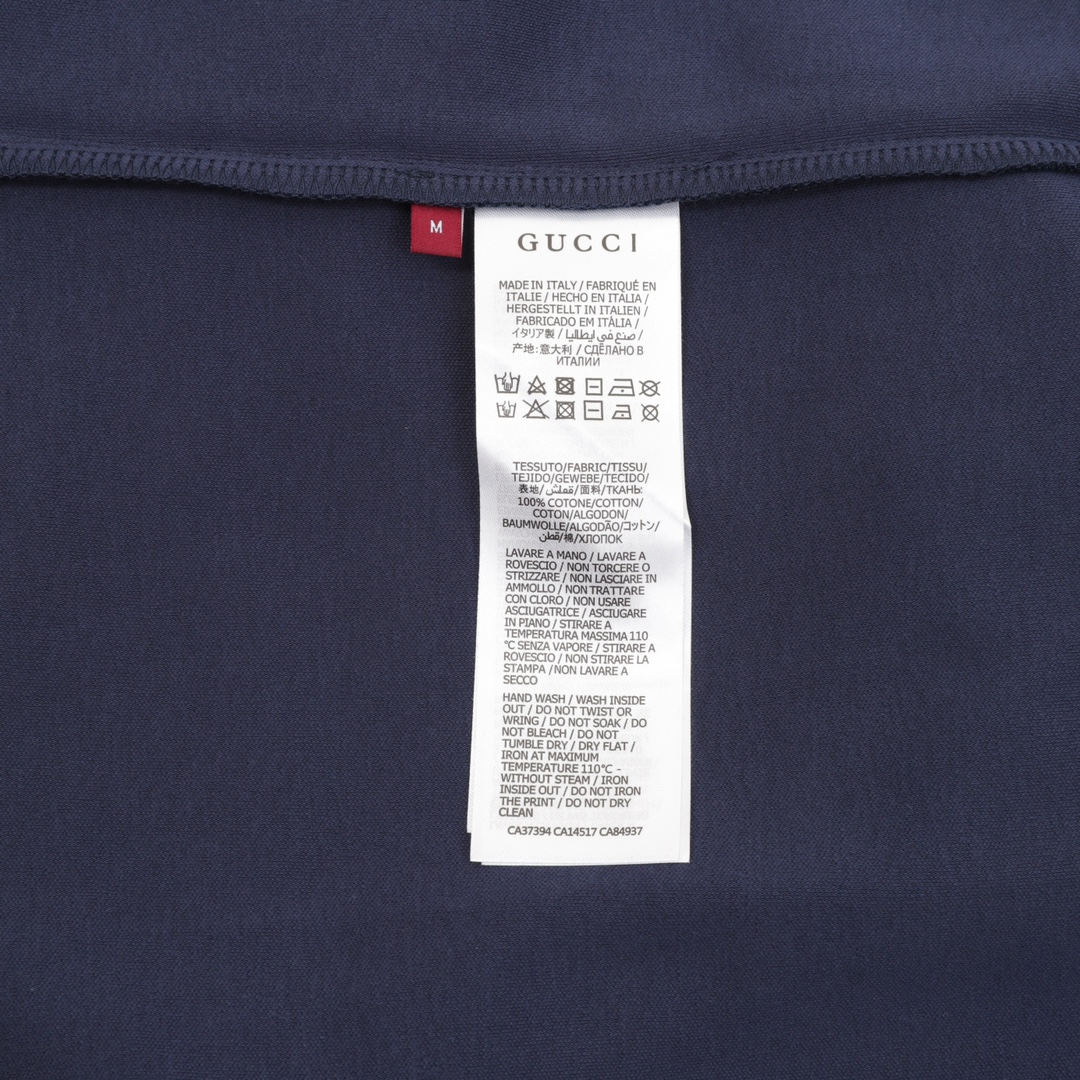 M
GUCCI
MADE IN ITALY / FABRIQUÉ EN
ITALIE / HECHO EN ITALIA /
HERGESTELLT IN ITALIEN /
FABRICADO EM ITÁLIA /
イタリア製 / صنع في ايطاليا /
产地:意大利 / СДЕЛАНО В
ИТАЛИИ
TESSUTO/FABRIC/TISSU/
TEJIDO/GEWEBE/TECIDO/
表地/قماش/面料/ТКАНЬ:
100% COTONE/COTTON/
COTON/ALGODON/
BAUMWOLLE/ALGODÃO/コットン/
قطن/棉/ХЛОПОК
LAVARE A MANO / LAVARE A
ROVESCIO / NON TORCERE O
STRIZZARE / NON LASCIARE IN
AMMOLLO / NON TRATTARE
CON CLORO / NON USARE
ASCIUGATRICE / ASCIUGARE
IN PIANO / STIRARE A
TEMPERATURA MASSIMA 110
°C SENZA VAPORE / STIRARE A
ROVESCIO / NON STIRARE LA
STAMPA /NON LAVARE A
SECCO
HAND WASH / WASH INSIDE
OUT / DO NOT TWIST OR
WRING / DO NOT SOAK / DO
NOT BLEACH / DO NOT
TUMBLE DRY / DRY FLAT /
IRON AT MAXIMUM
TEMPERATURE 110°C -
WITHOUT STEAM / IRON
INSIDE OUT / DO NOT IRON
THE PRINT / DO NOT DRY
CLEAN
CA37394 CA14517 CA84937